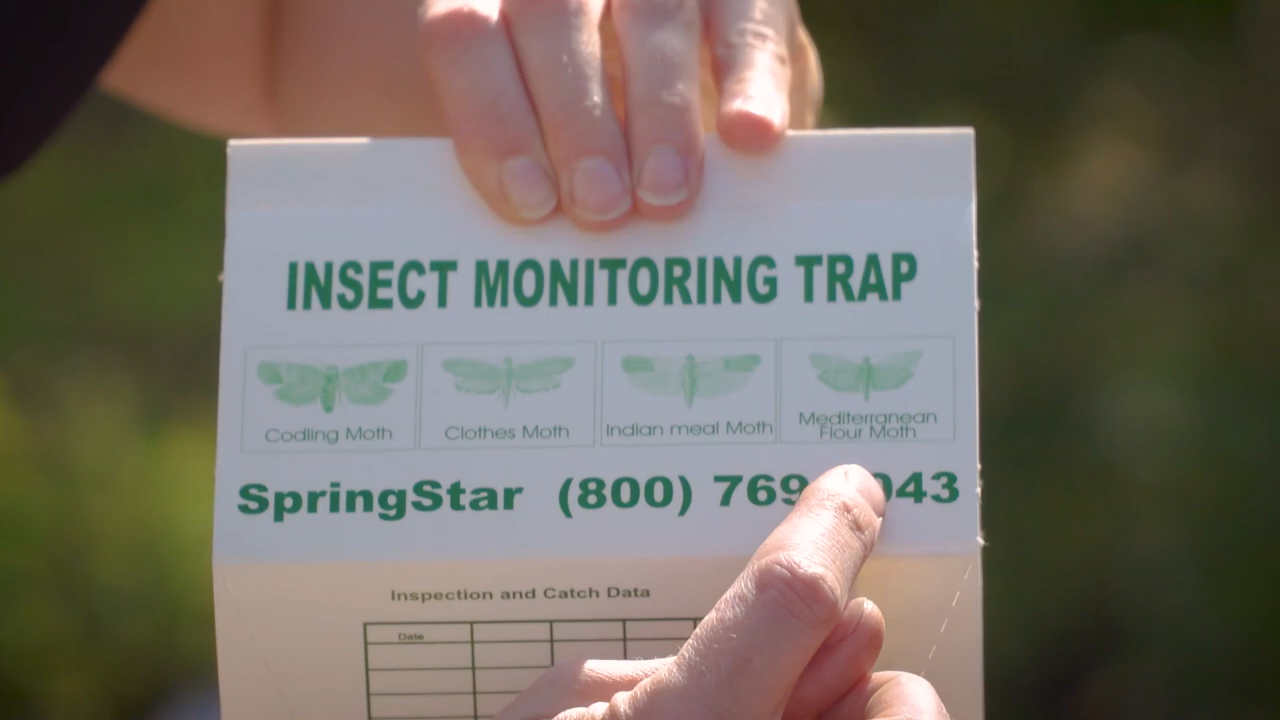 INSECT MONITORING TRAP
Codling Moth
Clothes Moth
Indian meal Moth
Mediterranean
Flour Moth
SpringStar (800) 769 043
Inspection and Catch Data
Date